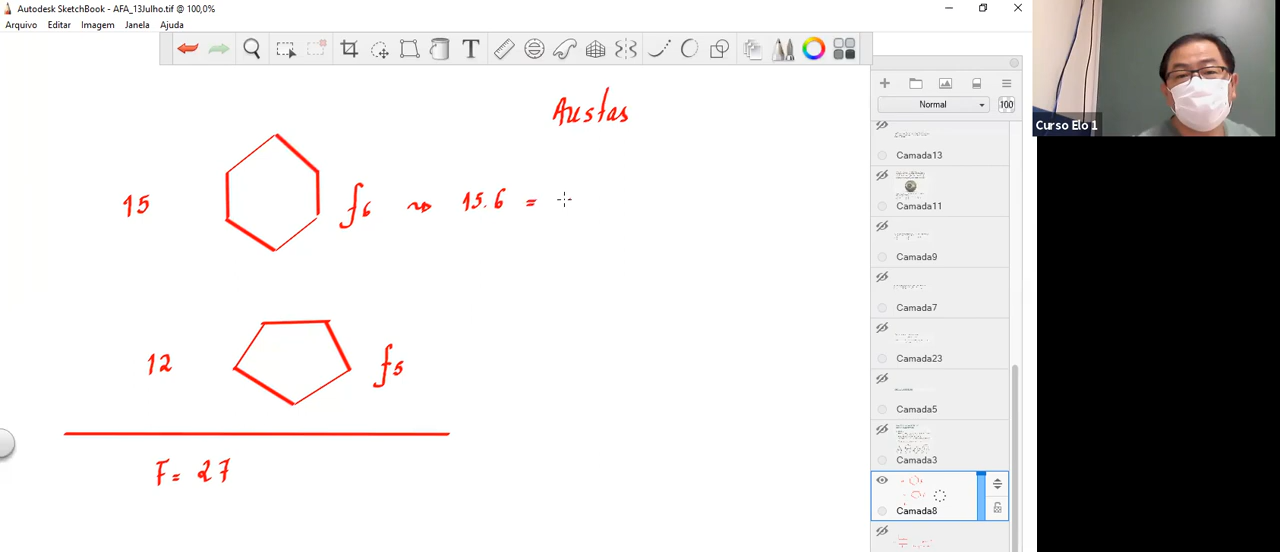 Autodesk SketchBook - AFA_13Julho.tif @ 100,0%
Arquivo Editar Imagem Janela Ajuda
T
Normal 100
Curso Elo 1
Camada13
Camada11
Camada9
Camada7
Camada23
Camada5
Camada3
Camada8
Austas
15 f6 ⇝ 15.6 =
12 f5
F= 27